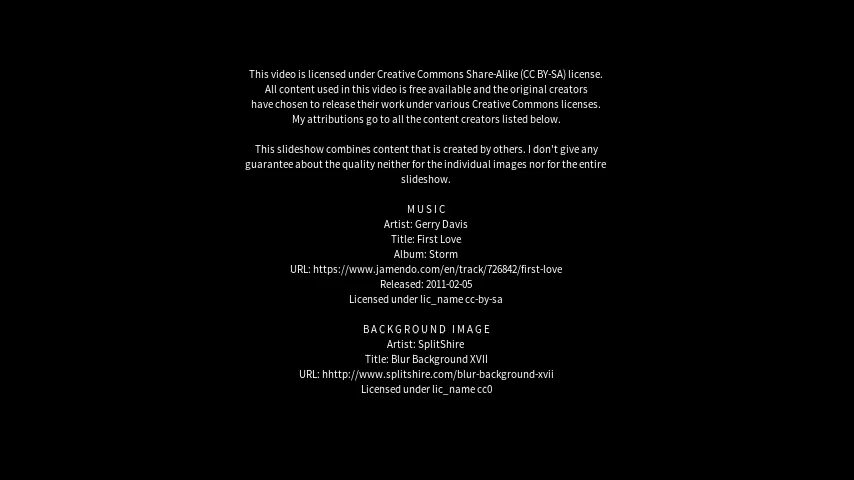 This video is licensed under Creative Commons Share-Alike (CC BY-SA) license.
All content used in this video is free available and the original creators
have chosen to release their work under various Creative Commons licenses.
My attributions go to all the content creators listed below.
This slideshow combines content that is created by others. I don't give any
guarantee about the quality neither for the individual images nor for the entire
slideshow.
MUSIC
Artist: Gerry Davis
Title: First Love
Album: Storm
URL: https://www.jamendo.com/en/track/726842/first-love
Released: 2011-02-05
Licensed under lic_name cc-by-sa
BACKGROUND IMAGE
Artist: SplitShire
Title: Blur Background XVII
URL: hhttp://www.splitshire.com/blur-background-xvii
Licensed under lic_name cc0